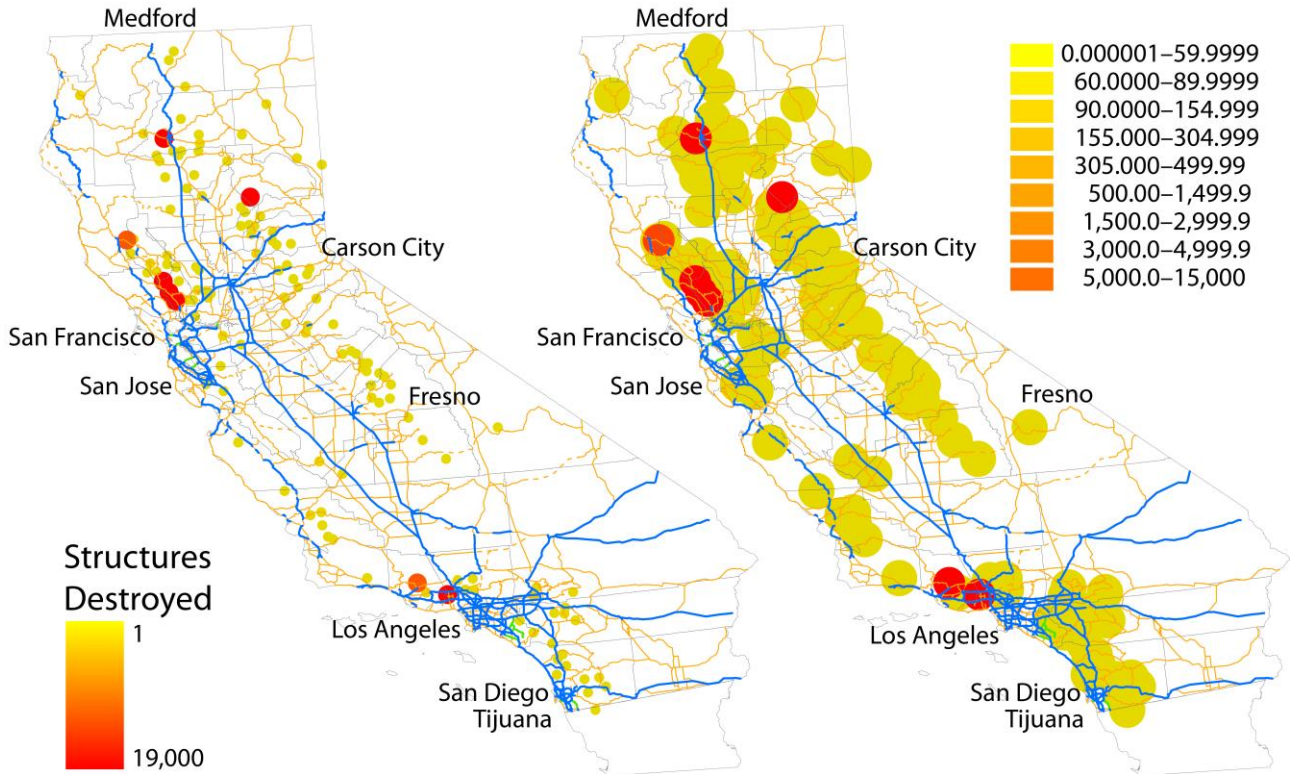 Medford
Carson City
San Francisco
San Jose
Fresno
Los Angeles
San Diego
Tijuana
Structures
Destroyed
1
19,000
Medford
Carson City
San Francisco
San Jose
Fresno
Los Angeles
San Diego
Tijuana
0.000001–59.9999
60.0000–89.9999
90.0000–154.999
155.000–304.999
305.000–499.99
500.00–1,499.9
1,500.0–2,999.9
3,000.0–4,999.9
5,000.0–15,000